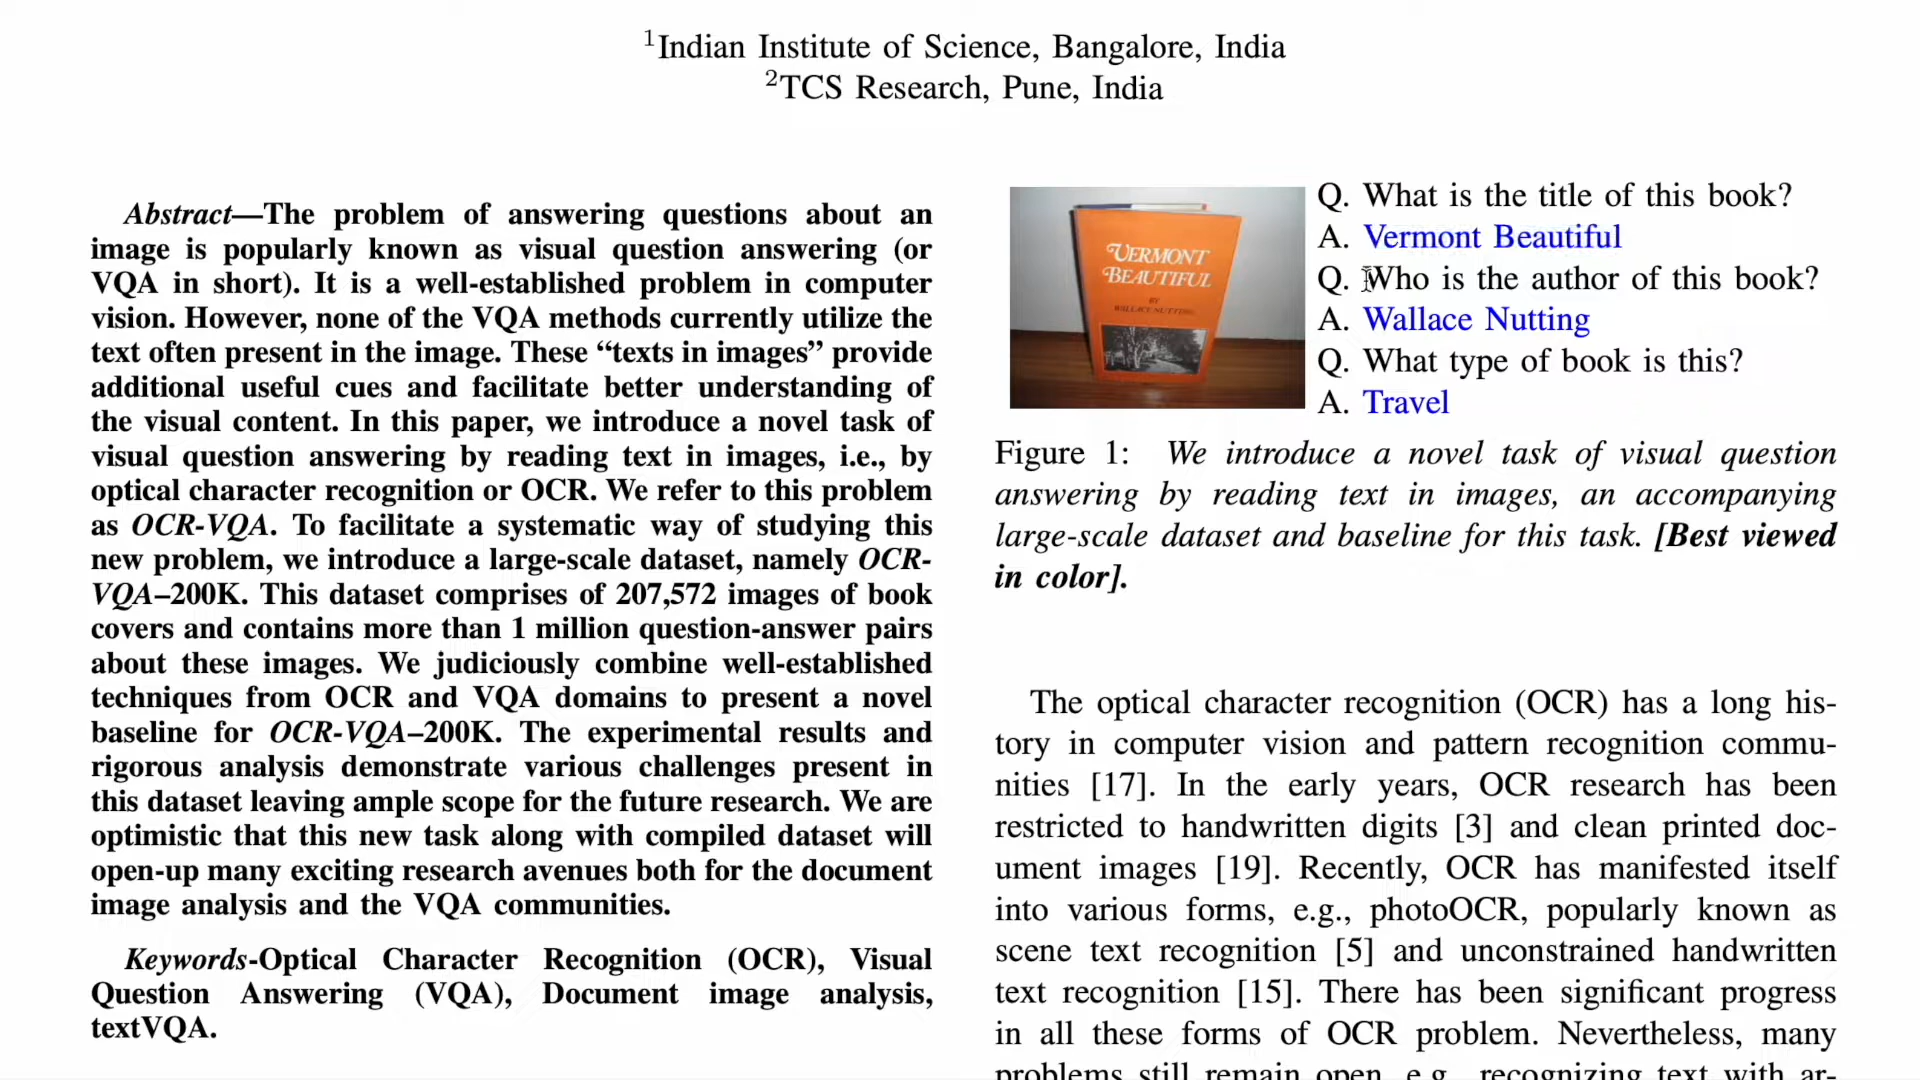 ¹Indian Institute of Science, Bangalore, India
²TCS Research, Pune, India
Abstract—The problem of answering questions about an
image is popularly known as visual question answering (or
VQA in short). It is a well-established problem in computer
vision. However, none of the VQA methods currently utilize the
text often present in the image. These “texts in images” provide
additional useful cues and facilitate better understanding of
the visual content. In this paper, we introduce a novel task of
visual question answering by reading text in images, i.e., by
optical character recognition or OCR. We refer to this problem
as OCR-VQA. To facilitate a systematic way of studying this
new problem, we introduce a large-scale dataset, namely OCR-
VQA–200K. This dataset comprises of 207,572 images of book
covers and contains more than 1 million question-answer pairs
about these images. We judiciously combine well-established
techniques from OCR and VQA domains to present a novel
baseline for OCR-VQA–200K. The experimental results and
rigorous analysis demonstrate various challenges present in
this dataset leaving ample scope for the future research. We are
optimistic that this new task along with compiled dataset will
open-up many exciting research avenues both for the document
image analysis and the VQA communities.
Keywords-Optical Character Recognition (OCR), Visual
Question Answering (VQA), Document image analysis,
textVQA.
VERMONT
BEAUTIFUL
BY
WALLACE NUTTING
Q. What is the title of this book?
A. Vermont Beautiful
Q. Who is the author of this book?
A. Wallace Nutting
Q. What type of book is this?
A. Travel
Figure 1: We introduce a novel task of visual question
answering by reading text in images, an accompanying
large-scale dataset and baseline for this task. [Best viewed
in color].
The optical character recognition (OCR) has a long his-
tory in computer vision and pattern recognition commu-
nities [17]. In the early years, OCR research has been
restricted to handwritten digits [3] and clean printed doc-
ument images [19]. Recently, OCR has manifested itself
into various forms, e.g., photoOCR, popularly known as
scene text recognition [5] and unconstrained handwritten
text recognition [15]. There has been significant progress
in all these forms of OCR problem. Nevertheless, many
problems still remain open, e.g., recognizing text with ar-